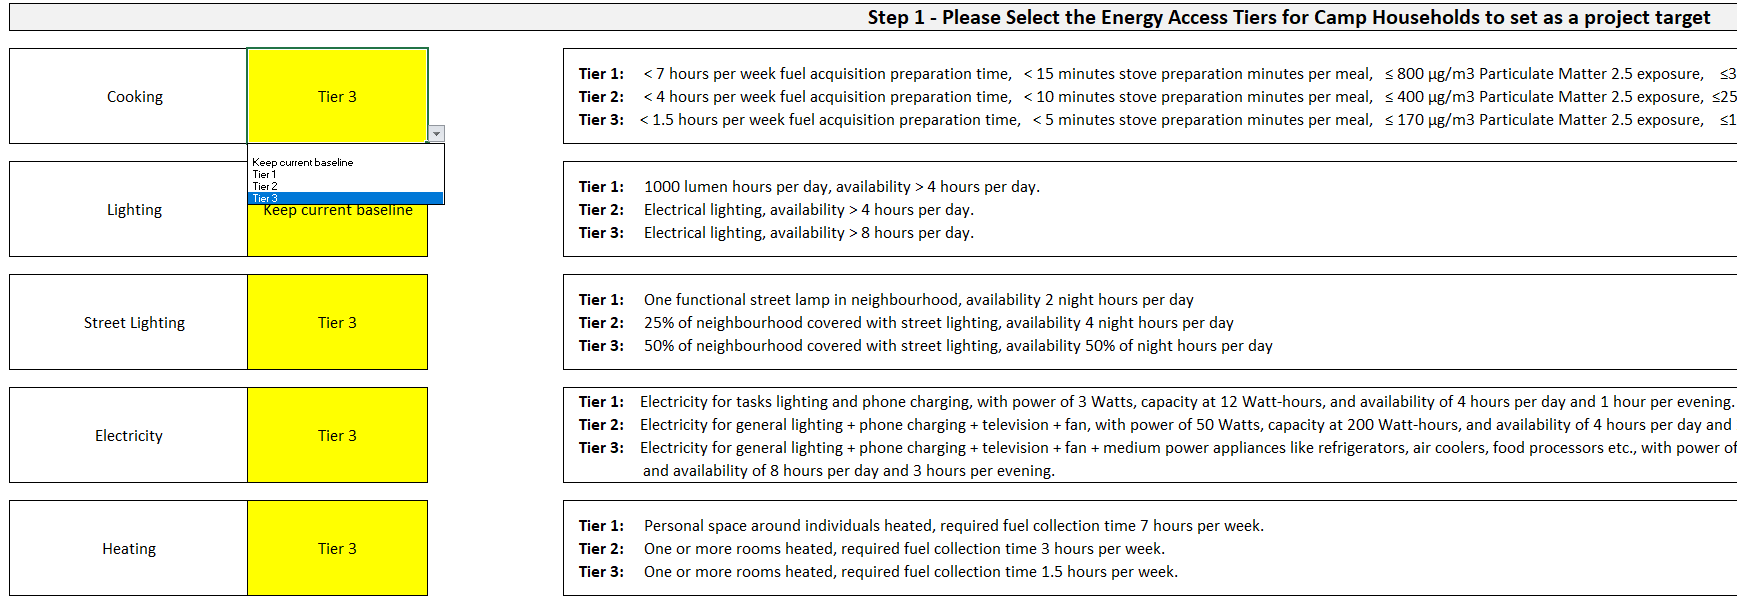 Step 1 - Please Select the Energy Access Tiers for Camp Households to set as a project target
Cooking
Tier 3
Tier 1: < 7 hours per week fuel acquisition preparation time, < 15 minutes stove preparation minutes per meal, ≤ 800 µg/m3 Particulate Matter 2.5 exposure, ≤3
Tier 2: < 4 hours per week fuel acquisition preparation time, < 10 minutes stove preparation minutes per meal, ≤ 400 µg/m3 Particulate Matter 2.5 exposure, ≤25
Tier 3: < 1.5 hours per week fuel acquisition preparation time, < 5 minutes stove preparation minutes per meal, ≤ 170 µg/m3 Particulate Matter 2.5 exposure, ≤1
Keep current baseline
Tier 1
Tier 2
Tier 3
Lighting
Keep current baseline
Tier 1: 1000 lumen hours per day, availability > 4 hours per day.
Tier 2: Electrical lighting, availability > 4 hours per day.
Tier 3: Electrical lighting, availability > 8 hours per day.
Street Lighting
Tier 3
Tier 1: One functional street lamp in neighbourhood, availability 2 night hours per day
Tier 2: 25% of neighbourhood covered with street lighting, availability 4 night hours per day
Tier 3: 50% of neighbourhood covered with street lighting, availability 50% of night hours per day
Electricity
Tier 3
Tier 1: Electricity for tasks lighting and phone charging, with power of 3 Watts, capacity at 12 Watt-hours, and availability of 4 hours per day and 1 hour per evening.
Tier 2: Electricity for general lighting + phone charging + television + fan, with power of 50 Watts, capacity at 200 Watt-hours, and availability of 4 hours per day and
Tier 3: Electricity for general lighting + phone charging + television + fan + medium power appliances like refrigerators, air coolers, food processors etc., with power of
and availability of 8 hours per day and 3 hours per evening.
Heating
Tier 3
Tier 1: Personal space around individuals heated, required fuel collection time 7 hours per week.
Tier 2: One or more rooms heated, required fuel collection time 3 hours per week.
Tier 3: One or more rooms heated, required fuel collection time 1.5 hours per week.